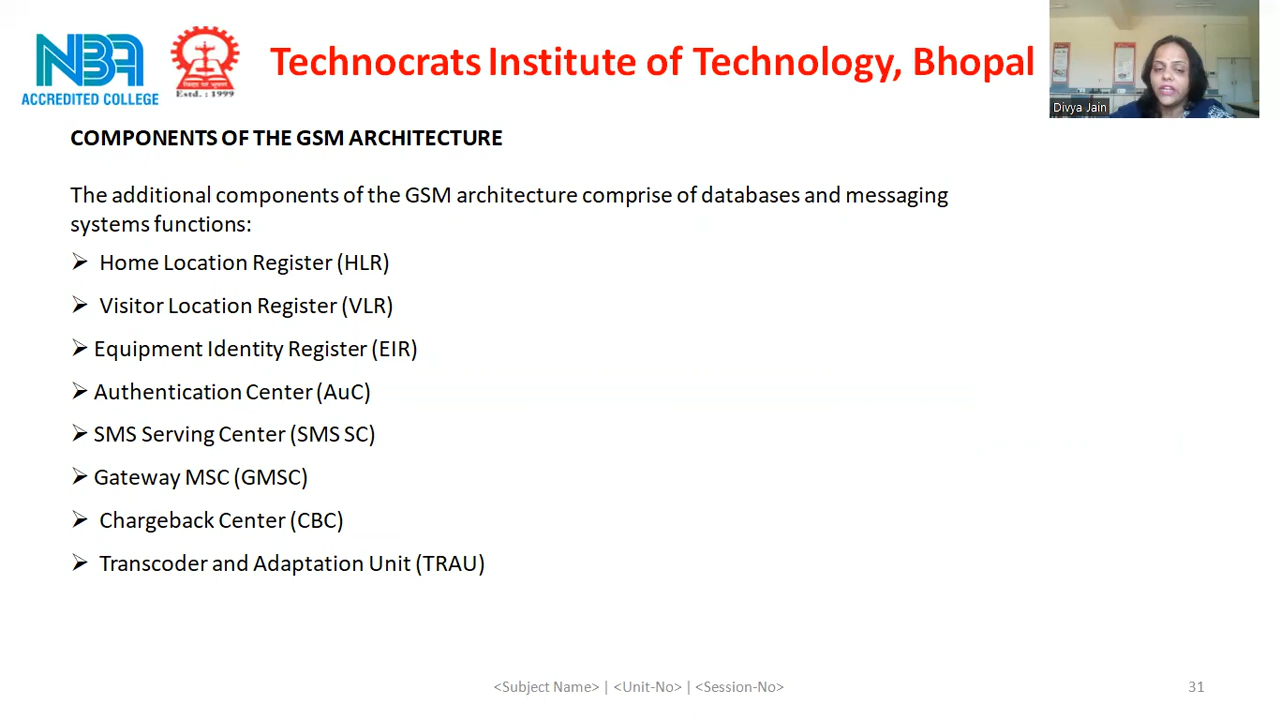 NBA
ACCREDITED COLLEGE
Estd. : 1999
Technocrats Institute of Technology, Bhopal
Divya Jain
COMPONENTS OF THE GSM ARCHITECTURE
The additional components of the GSM architecture comprise of databases and messaging
systems functions:
➢ Home Location Register (HLR)
➢ Visitor Location Register (VLR)
➢ Equipment Identity Register (EIR)
➢ Authentication Center (AuC)
➢ SMS Serving Center (SMS SC)
➢ Gateway MSC (GMSC)
➢ Chargeback Center (CBC)
➢ Transcoder and Adaptation Unit (TRAU)
<Subject Name> | <Unit-No> | <Session-No>
31